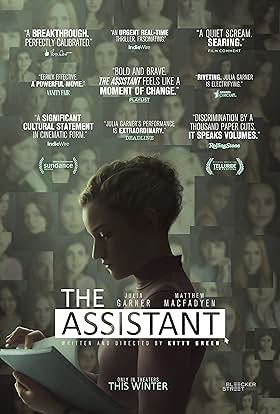 "A BREAKTHROUGH.
PERFECTLY CALIBRATED."
"AN URGENT REAL-TIME
THRILLER. FASCINATING."
IndieWire
"A QUIET SCREAM.
SEARING."
FILM COMMENT
"EERILY EFFECTIVE.
A POWERFUL MOVIE."
VANITY FAIR
"BOLD AND BRAVE.
THE ASSISTANT FEELS LIKE A
MOMENT OF CHANGE."
PLAYLIST
"RIVETING. JULIA GARNER
IS ELECTRIFYING."
"A SIGNIFICANT
CULTURAL STATEMENT
IN CINEMATIC FORM."
IndieWire
"JULIA GARNER'S PERFORMANCE
IS EXTRAORDINARY."
DEADLINE
"DISCRIMINATION BY A
THOUSAND PAPER CUTS.
IT SPEAKS VOLUMES."
RollingStone
sundance
TELLURIDE
JULIA
GARNER
MATTHEW
MACFADYEN
THE
ASSISTANT
WRITTEN AND DIRECTED BY KITTY GREEN
ONLY IN THEATERS
THIS WINTER
BLEECKER
STREET